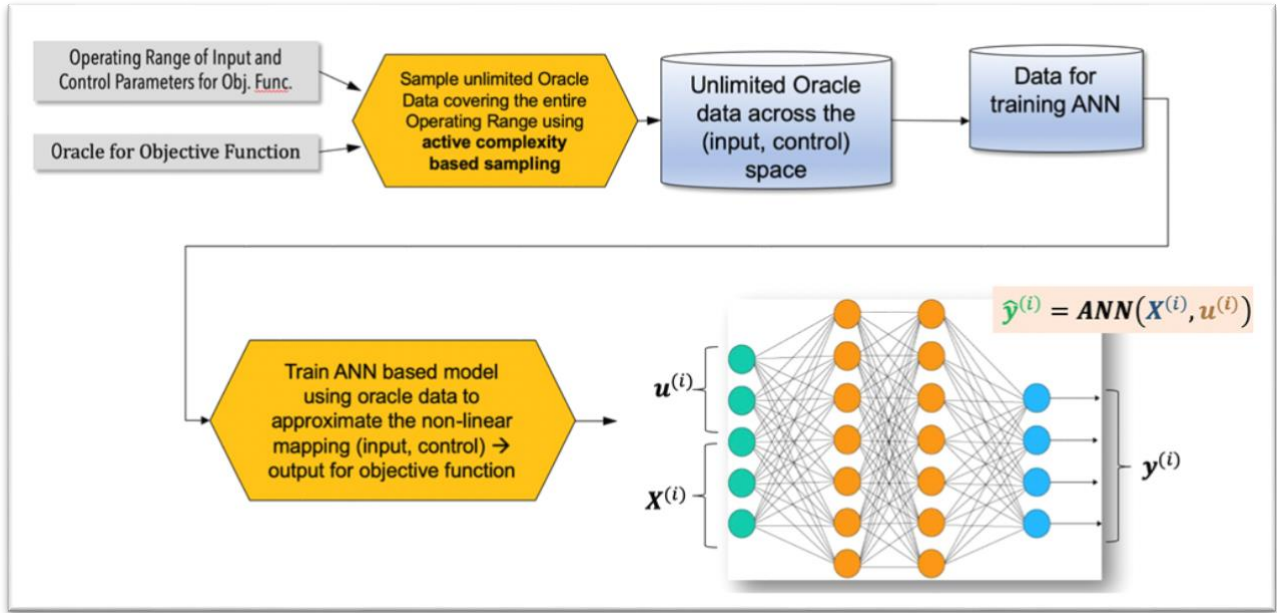 Operating Range of Input and
Control Parameters for Obj. Func.
Oracle for Objective Function
Sample unlimited Oracle
Data covering the entire
Operating Range using
active complexity
based sampling
Unlimited Oracle
data across the
(input, control)
space
Data for
training ANN
Train ANN based model
using oracle data to
approximate the non-linear
mapping (input, control) →
output for objective function
ŷ⁽ⁱ⁾ = ANN(X⁽ⁱ⁾, u⁽ⁱ⁾)
u⁽ⁱ⁾
X⁽ⁱ⁾
y⁽ⁱ⁾